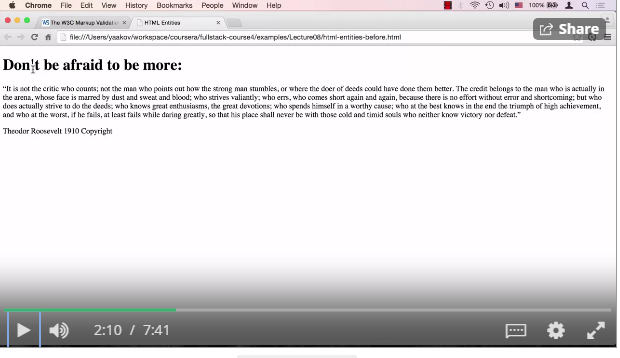 Chrome File Edit View History Bookmarks People Window Help 100%
The W3C Markup Validatio × HTML Entities ×
file:///Users/yaakov/workspace/coursera/fullstack-course4/examples/Lecture08/html-entities-before.html
Share
Don't be afraid to be more:
“It is not the critic who counts; not the man who points out how the strong man stumbles, or where the doer of deeds could have done them better. The credit belongs to the man who is actually in
the arena, whose face is marred by dust and sweat and blood; who strives valiantly; who errs, who comes short again and again, because there is no effort without error and shortcoming; but who
does actually strive to do the deeds; who knows great enthusiasms, the great devotions; who spends himself in a worthy cause; who at the best knows in the end the triumph of high achievement,
and who at the worst, if he fails, at least fails while daring greatly, so that his place shall never be with those cold and timid souls who neither know victory nor defeat.”
Theodor Roosevelt 1910 Copyright
2:10 / 7:41